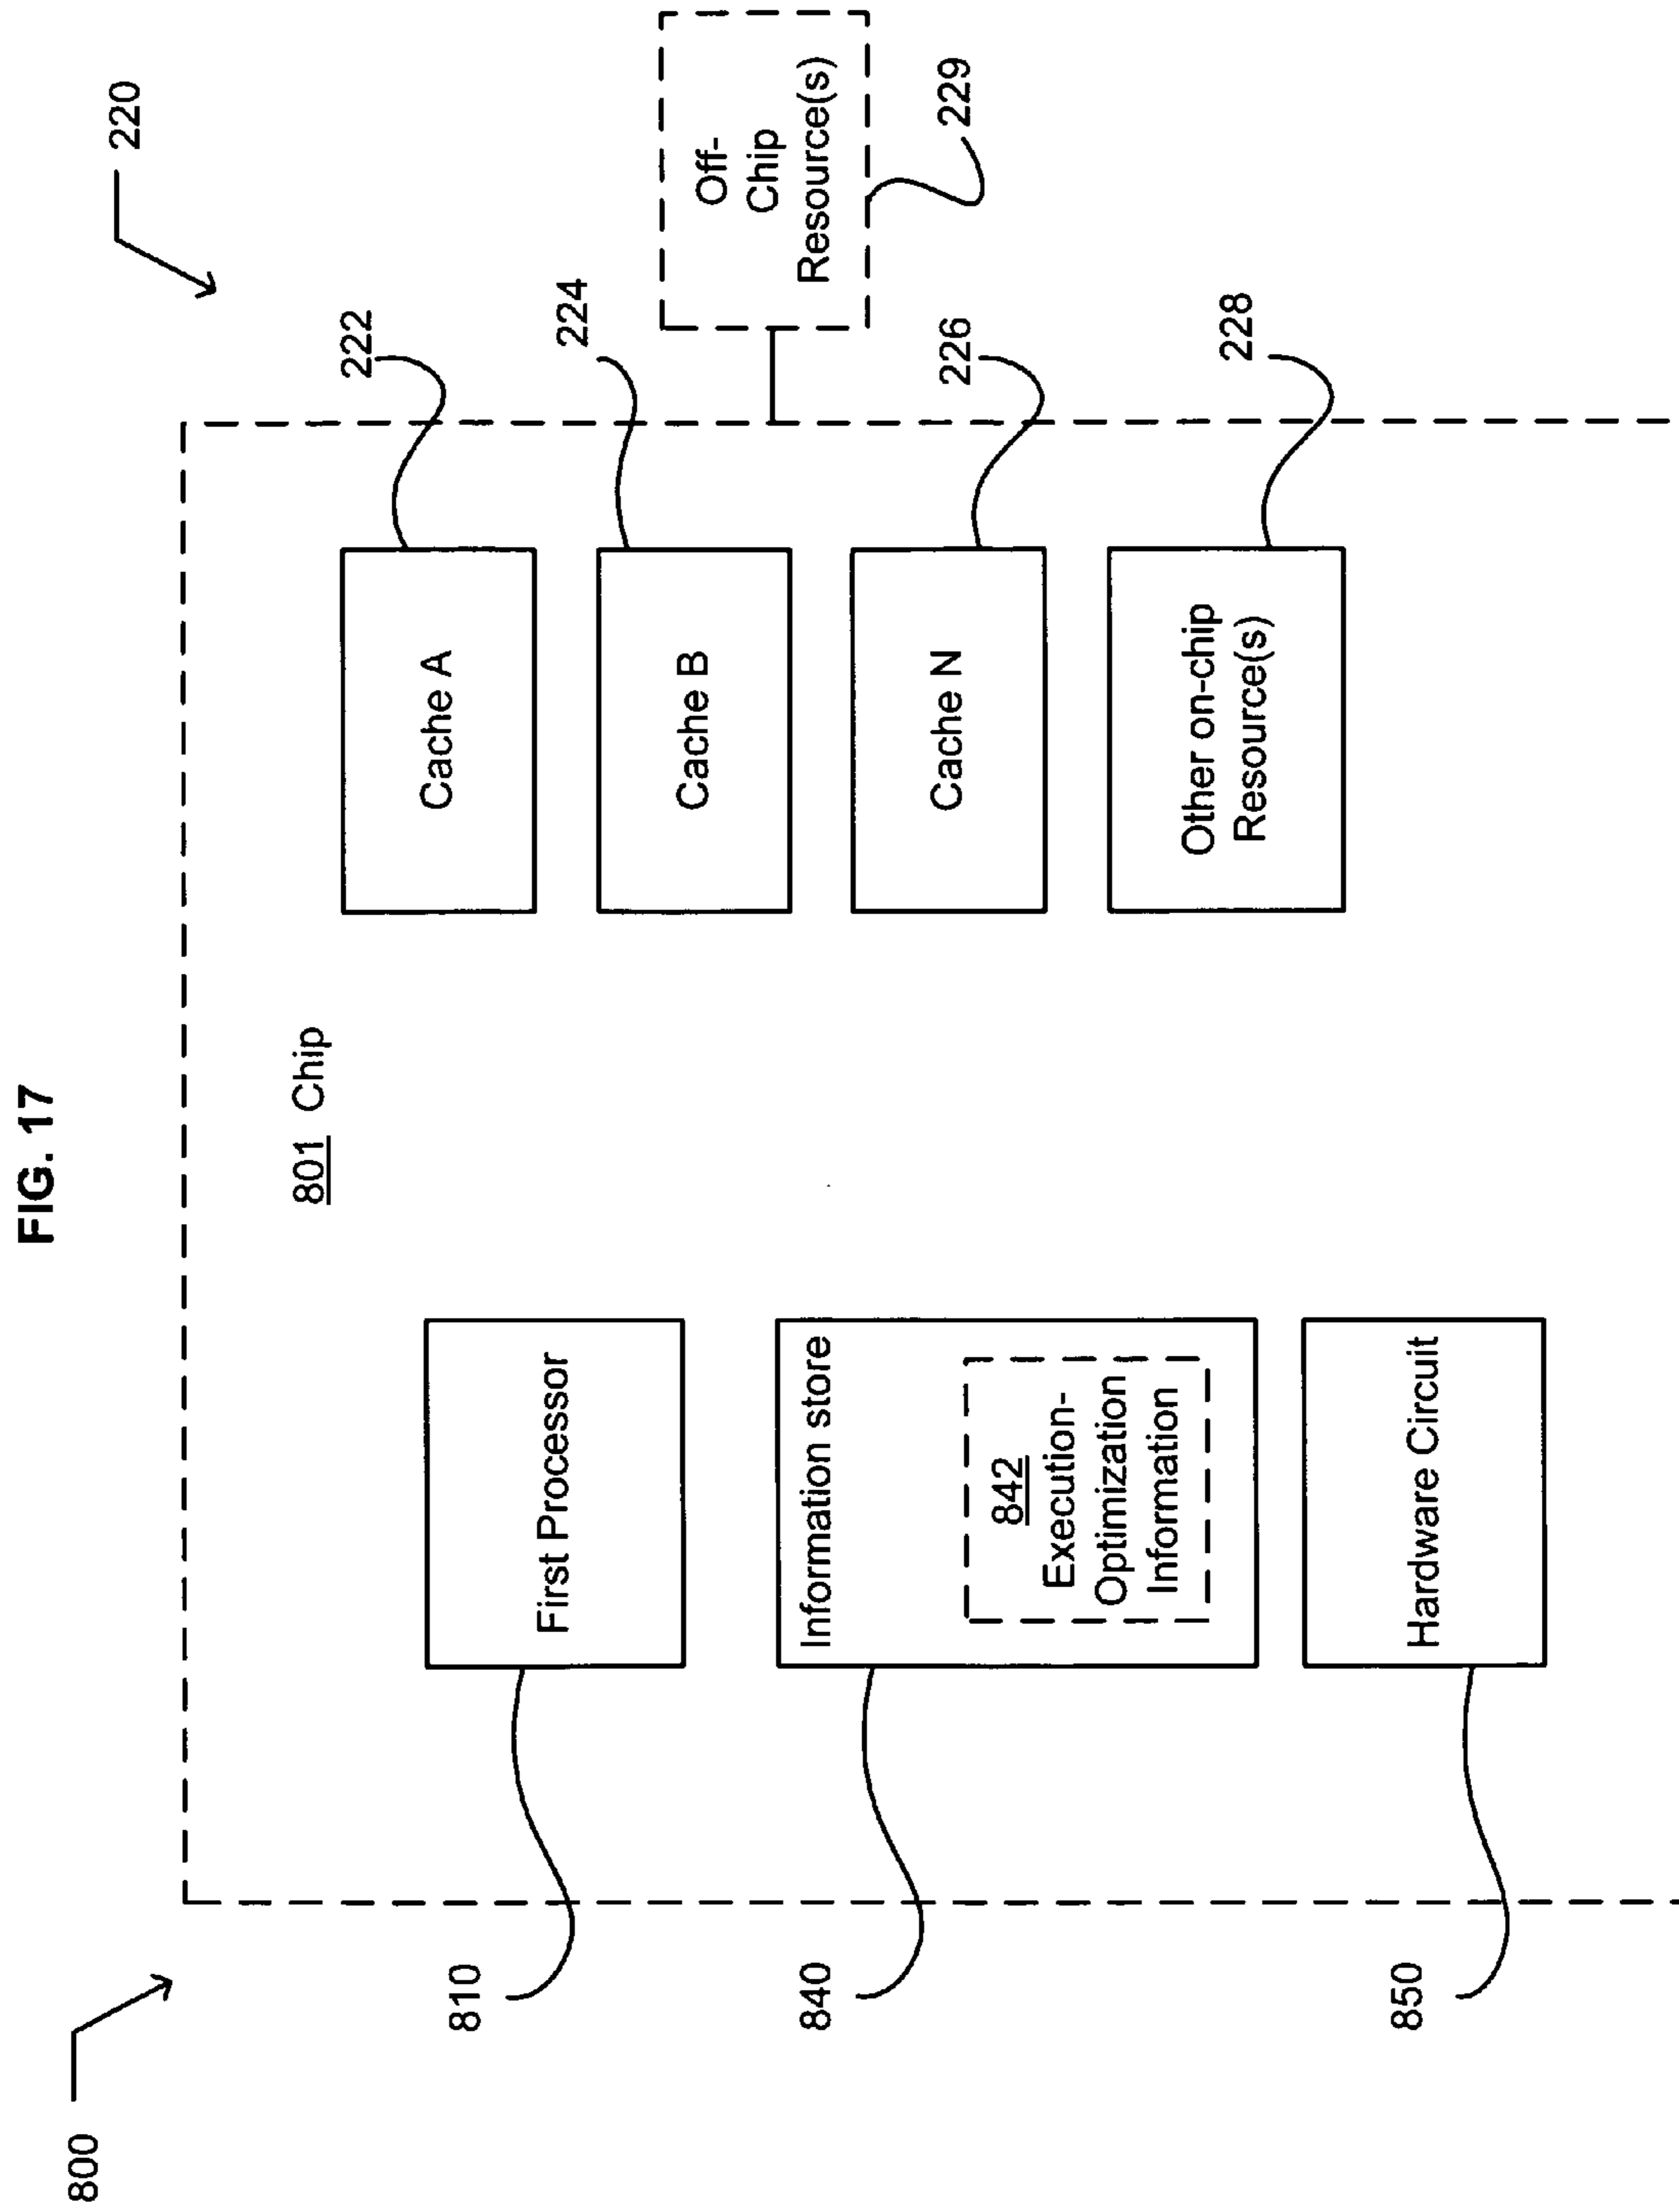 FIG. 17
800
220
801 Chip
810
First Processor
840
Information store
842
Execution-
Optimization
Information
850
Hardware Circuit
Cache A
222
Cache B
224
Cache N
226
Other on-chip
Resource(s)
228
Off-
Chip
Resource(s)
229